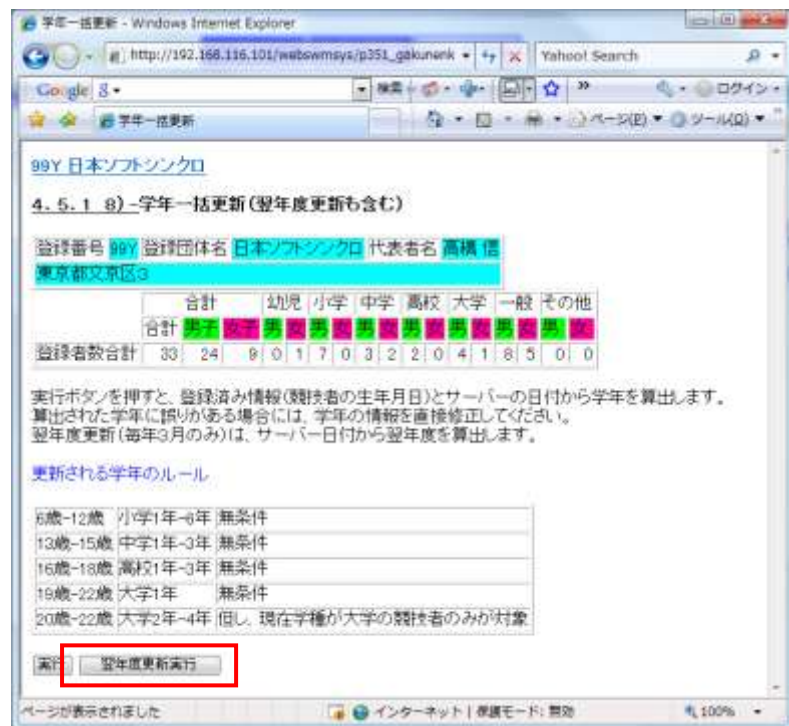 学年一括更新 - Windows Internet Explorer
http://192.168.116.101/webswmsys/p351_gakunenk
Yahoo! Search
Google
検索
ログイン
学年一括更新
ページ(P)
ツール(O)
99Y 日本ソフトシンクロ
4.5.1 8)-学年一括更新(翌年度更新も含む)
登録番号 99Y 登録団体名 日本ソフトシンクロ 代表者名 高橋 信
東京都文京区3
合計 幼児 小学 中学 高校 大学 一般 その他
合計 男子 女子 男 女 男 女 男 女 男 女 男 女 男 女 男 女
登録者数合計 33 24 9 0 1 7 0 3 2 2 0 4 1 8 5 0 0
実行ボタンを押すと、登録済み情報(競技者の生年月日)とサーバーの日付から学年を算出します。
算出された学年に誤りがある場合には、学年の情報を直接修正してください。
翌年度更新(毎年3月のみ)は、サーバー日付から翌年度を算出します。
更新される学年のルール
6歳-12歳 小学1年-6年 無条件
13歳-15歳 中学1年-3年 無条件
16歳-18歳 高校1年-3年 無条件
19歳-22歳 大学1年 無条件
20歳-22歳 大学2年-4年 但し、現在学種が大学の競技者のみが対象
実行 翌年度更新実行
ページが表示されました
インターネット | 保護モード: 無効
100%